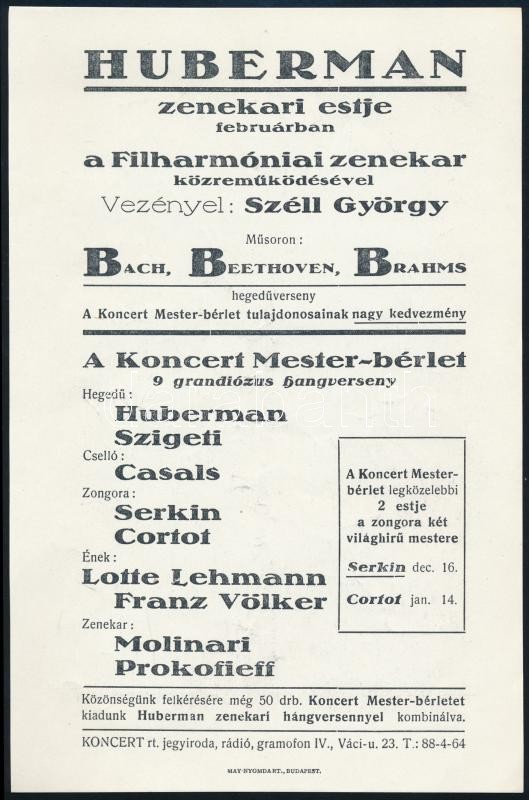 HUBERMAN
zenekari estje
februárban
a Filharmóniai zenekar
közreműködésével
Vezényel: Széll György
Műsoron:
BACH, BEETHOVEN, BRAHMS
hegedűverseny
A Koncert Mester-bérlet tulajdonosainak nagy kedvezmény
A Koncert Mester-bérlet
9 grandiózus hangverseny
Hegedű:
Huberman
Szigeti
Cselló:
Casals
Zongora:
Serkin
Cortot
Ének:
Lotte Lehmann
Franz Völker
Zenekar:
Molinari
Prokofieff
A Koncert Mester-
bérlet legközelebbi
2 estje
a zongora két
világhirű mestere
Serkin dec. 16.
Cortot jan. 14.
Közönségünk felkérésére még 50 drb. Koncert Mester-bérletet
kiadunk Huberman zenekari hángversennyel kombinálva.
KONCERT rt. jegyiroda, rádió, gramofon IV., Váci-u. 23. T.: 88-4-64
MAY-NYOMDA RT., BUDAPEST.